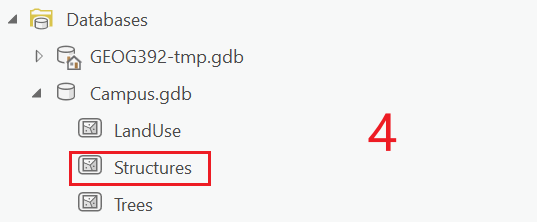 Databases
GEOG392-tmp.gdb
Campus.gdb
LandUse
4
Structures
Trees